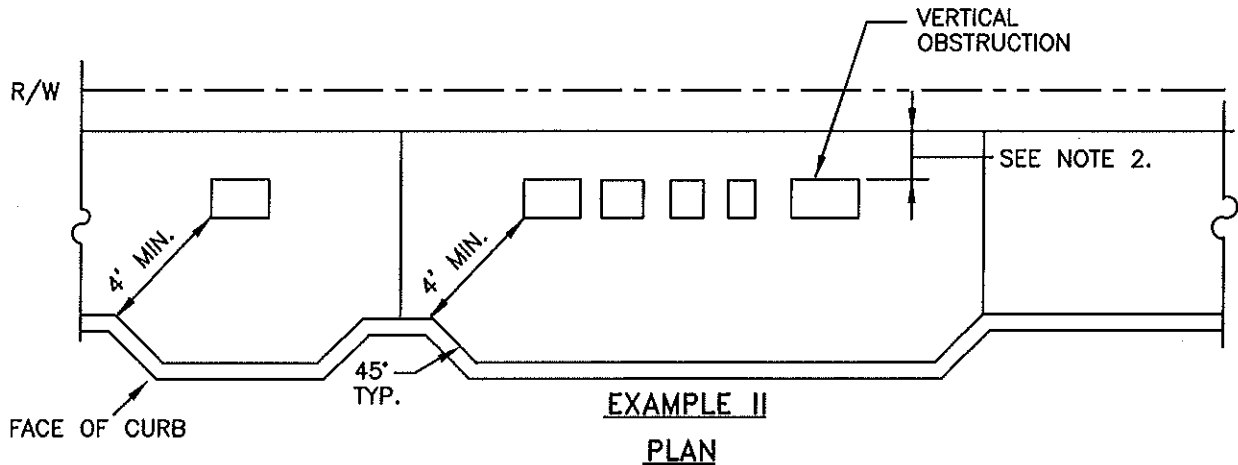 VERTICAL
OBSTRUCTION
R/W
SEE NOTE 2.
4' MIN.
4' MIN.
45°
TYP.
FACE OF CURB
EXAMPLE II
PLAN